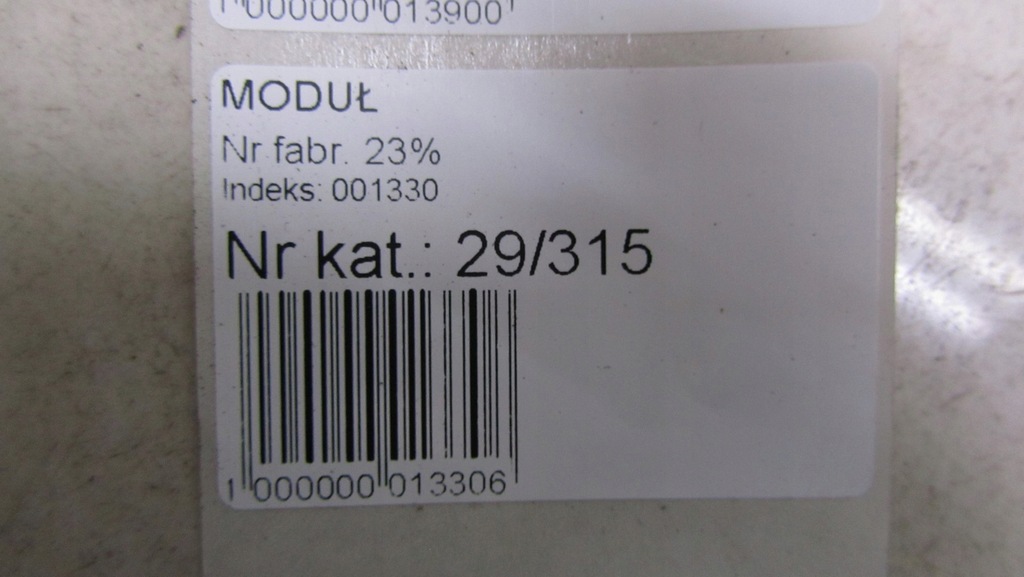 1 000000 013900
MODUŁ
Nr fabr. 23%
Indeks: 001330
Nr kat.: 29/315
1 000000 013306